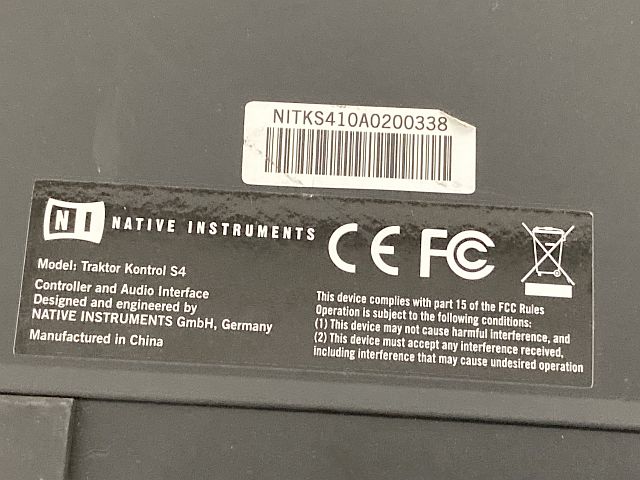 NITKS410A0200338
NI NATIVE INSTRUMENTS
CE FC
Model: Traktor Kontrol S4
Controller and Audio Interface
Designed and engineered by
NATIVE INSTRUMENTS GmbH, Germany
Manufactured in China
This device complies with part 15 of the FCC Rules
Operation is subject to the following conditions:
(1) This device may not cause harmful interference, and
(2) This device must accept any interference received,
including interference that may cause undesired operation